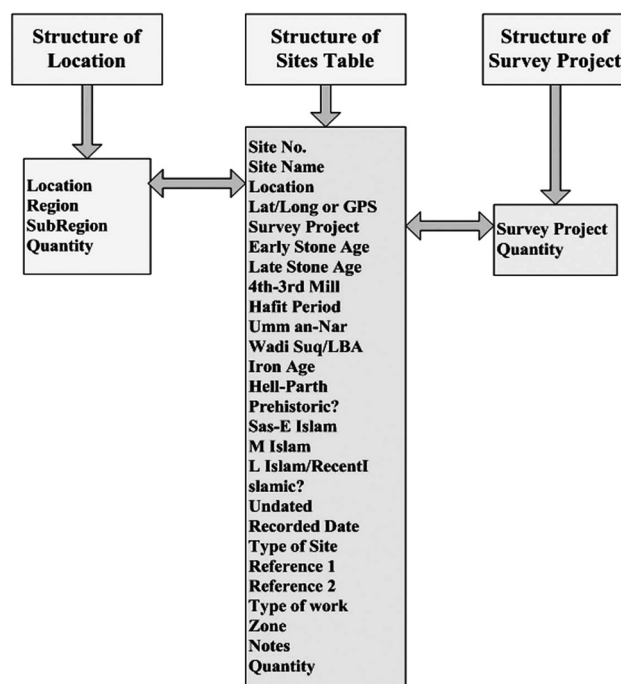 Structure of
Location
Structure of
Sites Table
Structure of
Survey Project
Location
Region
SubRegion
Quantity
Site No.
Site Name
Location
Lat/Long or GPS
Survey Project
Early Stone Age
Late Stone Age
4th-3rd Mill
Hafit Period
Umm an-Nar
Wadi Suq/LBA
Iron Age
Hell-Parth
Prehistoric?
Sas-E Islam
M Islam
L Islam/RecentI
slamic?
Undated
Recorded Date
Type of Site
Reference 1
Reference 2
Type of work
Zone
Notes
Quantity
Survey Project
Quantity